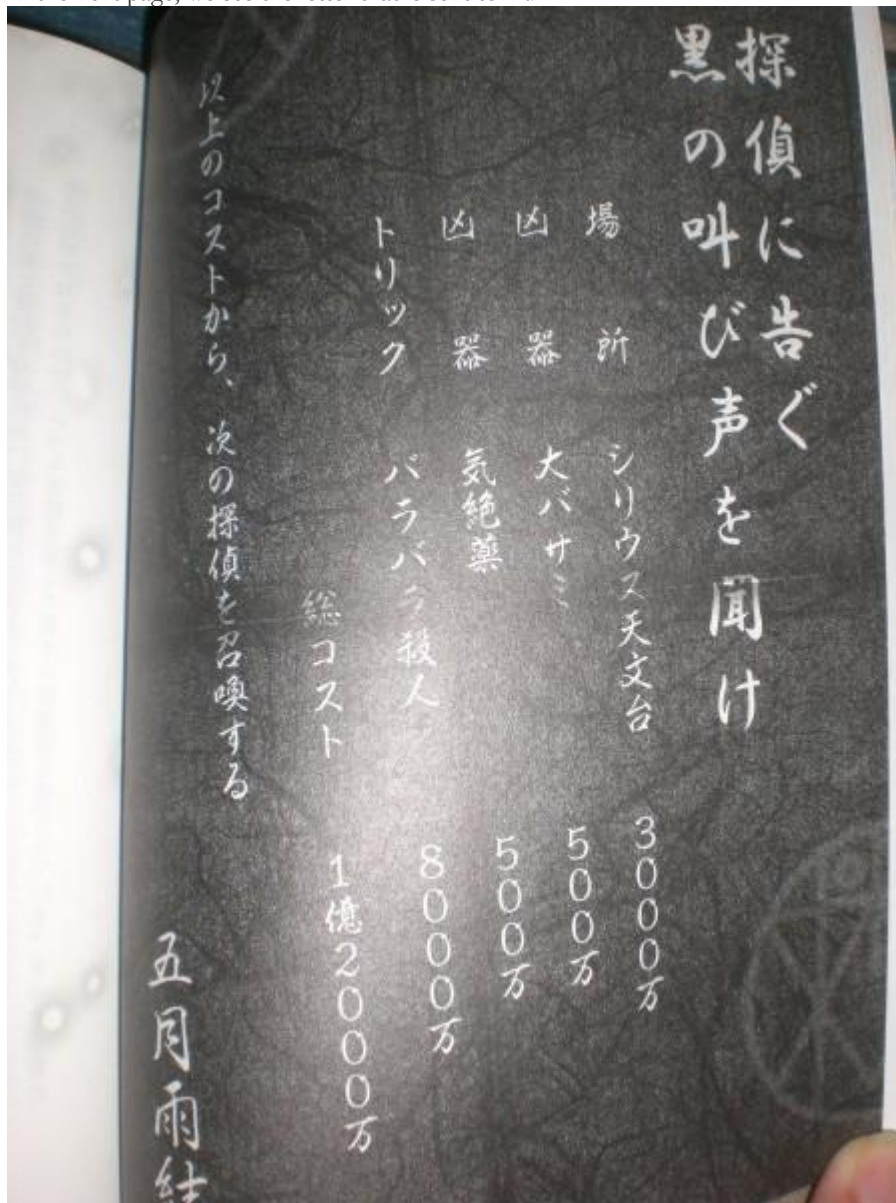 探偵に告ぐ
黒の叫び声を聞け
場所 シリウス天文台 3000万
凶器 大バサミ 500万
凶器 気絶薬 500万
トリック バラバラ殺人 8000万
総コスト 1億2000万
以上のコストから、次の探偵を召喚する
五月雨結